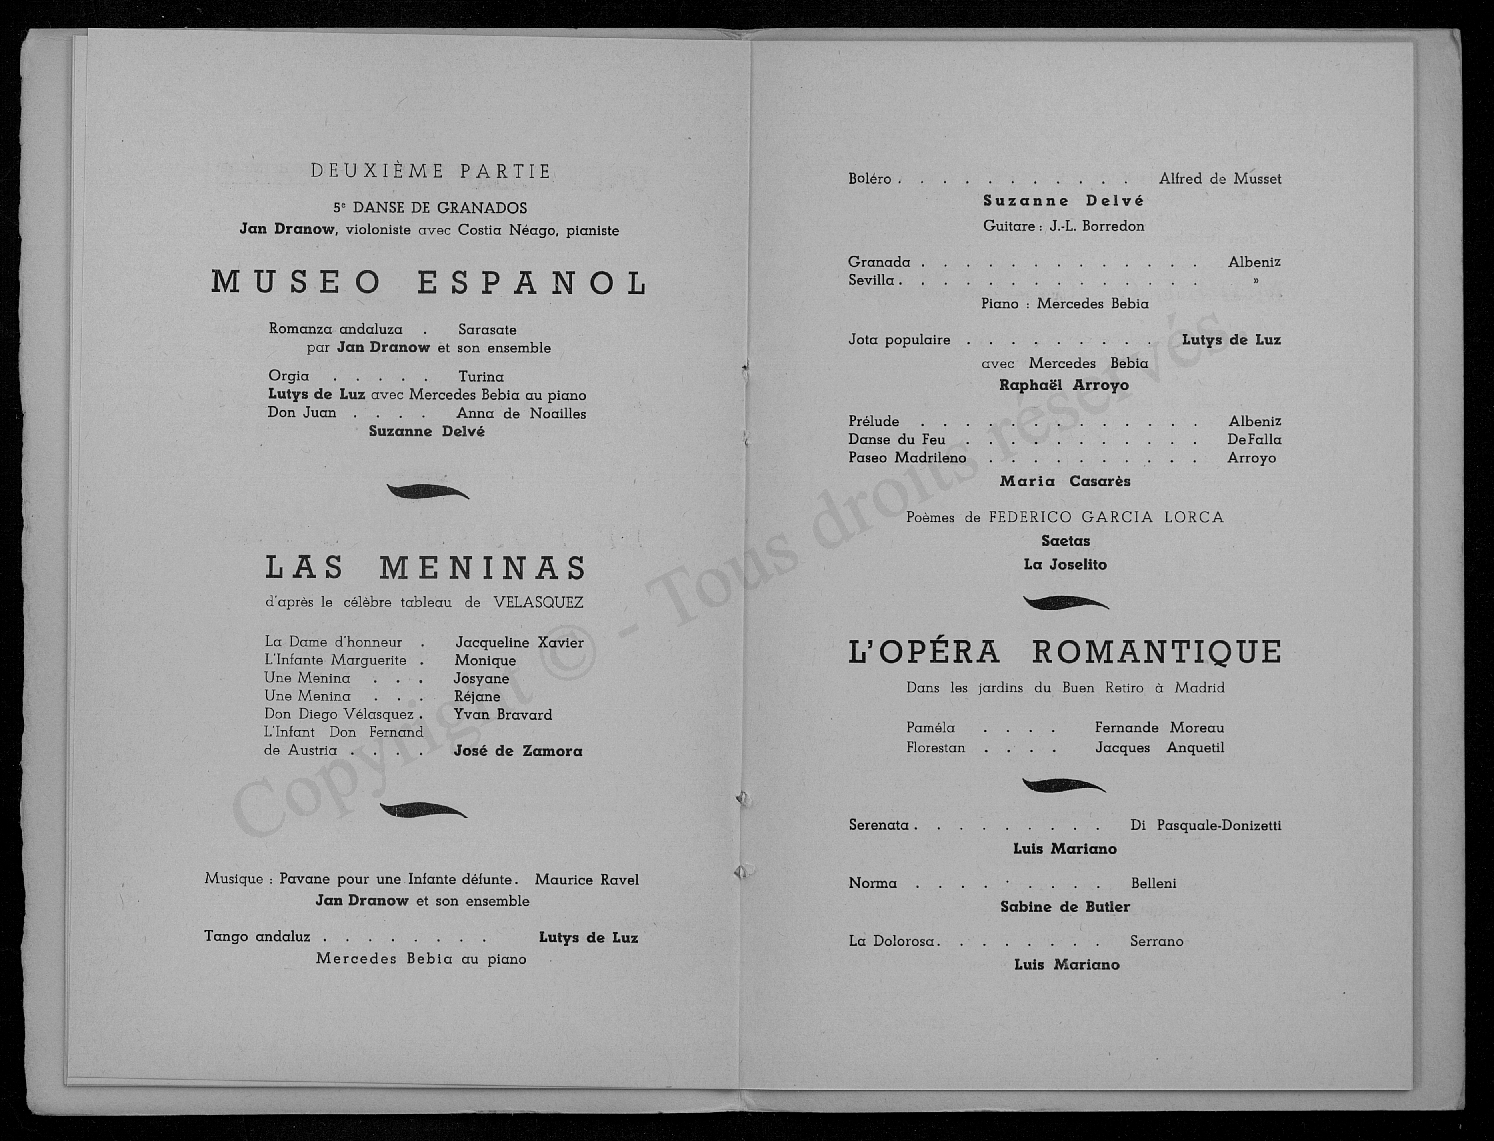 DEUXIÈME PARTIE
5e DANSE DE GRANADOS
Jan Dranow, violoniste avec Costia Néago, pianiste
MUSEO ESPANOL
Romanza andaluza . Sarasate
par Jan Dranow et son ensemble
Orgia . . . . . Turina
Lutys de Luz avec Mercedes Bebia au piano
Don Juan . . . . Anna de Noailles
Suzanne Delvé
LAS MENINAS
d'après le célèbre tableau de VELASQUEZ
La Dame d'honneur . Jacqueline Xavier
L'Infante Marguerite . Monique
Une Menina . . . Josyane
Une Menina . . . Réjane
Don Diego Vélasquez . Yvan Bravard
L'Infant Don Fernand
de Austria . . . . José de Zamora
Musique : Pavane pour une Infante défunte. Maurice Ravel
Jan Dranow et son ensemble
Tango andaluz . . . . . . . . Lutys de Luz
Mercedes Bebia au piano
Boléro . . . . . . . . . . . Alfred de Musset
Suzanne Delvé
Guitare : J.-L. Borredon
Granada . . . . . . . . . . . . . Albeniz
Sevilla . . . . . . . . . . . . . . »
Piano : Mercedes Bebia
Jota populaire . . . . . . . . . Lutys de Luz
avec Mercedes Bebia
Raphaël Arroyo
Prélude . . . . . . . . . . . . . Albeniz
Danse du Feu . . . . . . . . . . . De Falla
Paseo Madrileno . . . . . . . . . . Arroyo
Maria Casarès
Poèmes de FEDERICO GARCIA LORCA
Saetas
La Joselito
L'OPÉRA ROMANTIQUE
Dans les jardins du Buen Retiro à Madrid
Paméla . . . . Fernande Moreau
Florestan . . . . Jacques Anquetil
Serenata . . . . . . . . . . Di Pasquale-Donizetti
Luis Mariano
Norma . . . . . . . . . Belleni
Sabine de Butler
La Dolorosa . . . . . . . . Serrano
Luis Mariano
Copyright © - Tous droits réservés.